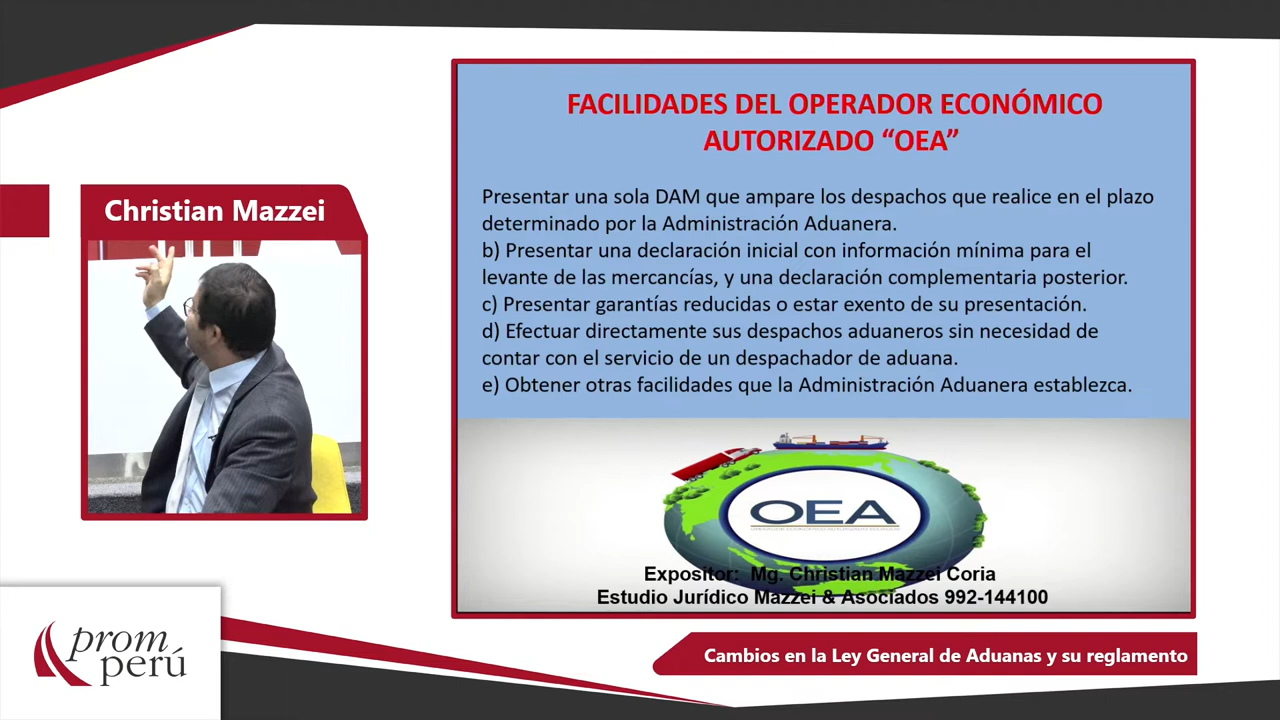 FACILIDADES DEL OPERADOR ECONÓMICO
AUTORIZADO “OEA”
Christian Mazzei
Presentar una sola DAM que ampare los despachos que realice en el plazo
determinado por la Administración Aduanera.
b) Presentar una declaración inicial con información mínima para el
levante de las mercancías, y una declaración complementaria posterior.
c) Presentar garantías reducidas o estar exento de su presentación.
d) Efectuar directamente sus despachos aduaneros sin necesidad de
contar con el servicio de un despachador de aduana.
e) Obtener otras facilidades que la Administración Aduanera establezca.
OEA
Expositor: Mg. Christian Mazzei Coria
Estudio Jurídico Mazzei & Asociados 992-144100
prom
perú
Cambios en la Ley General de Aduanas y su reglamento